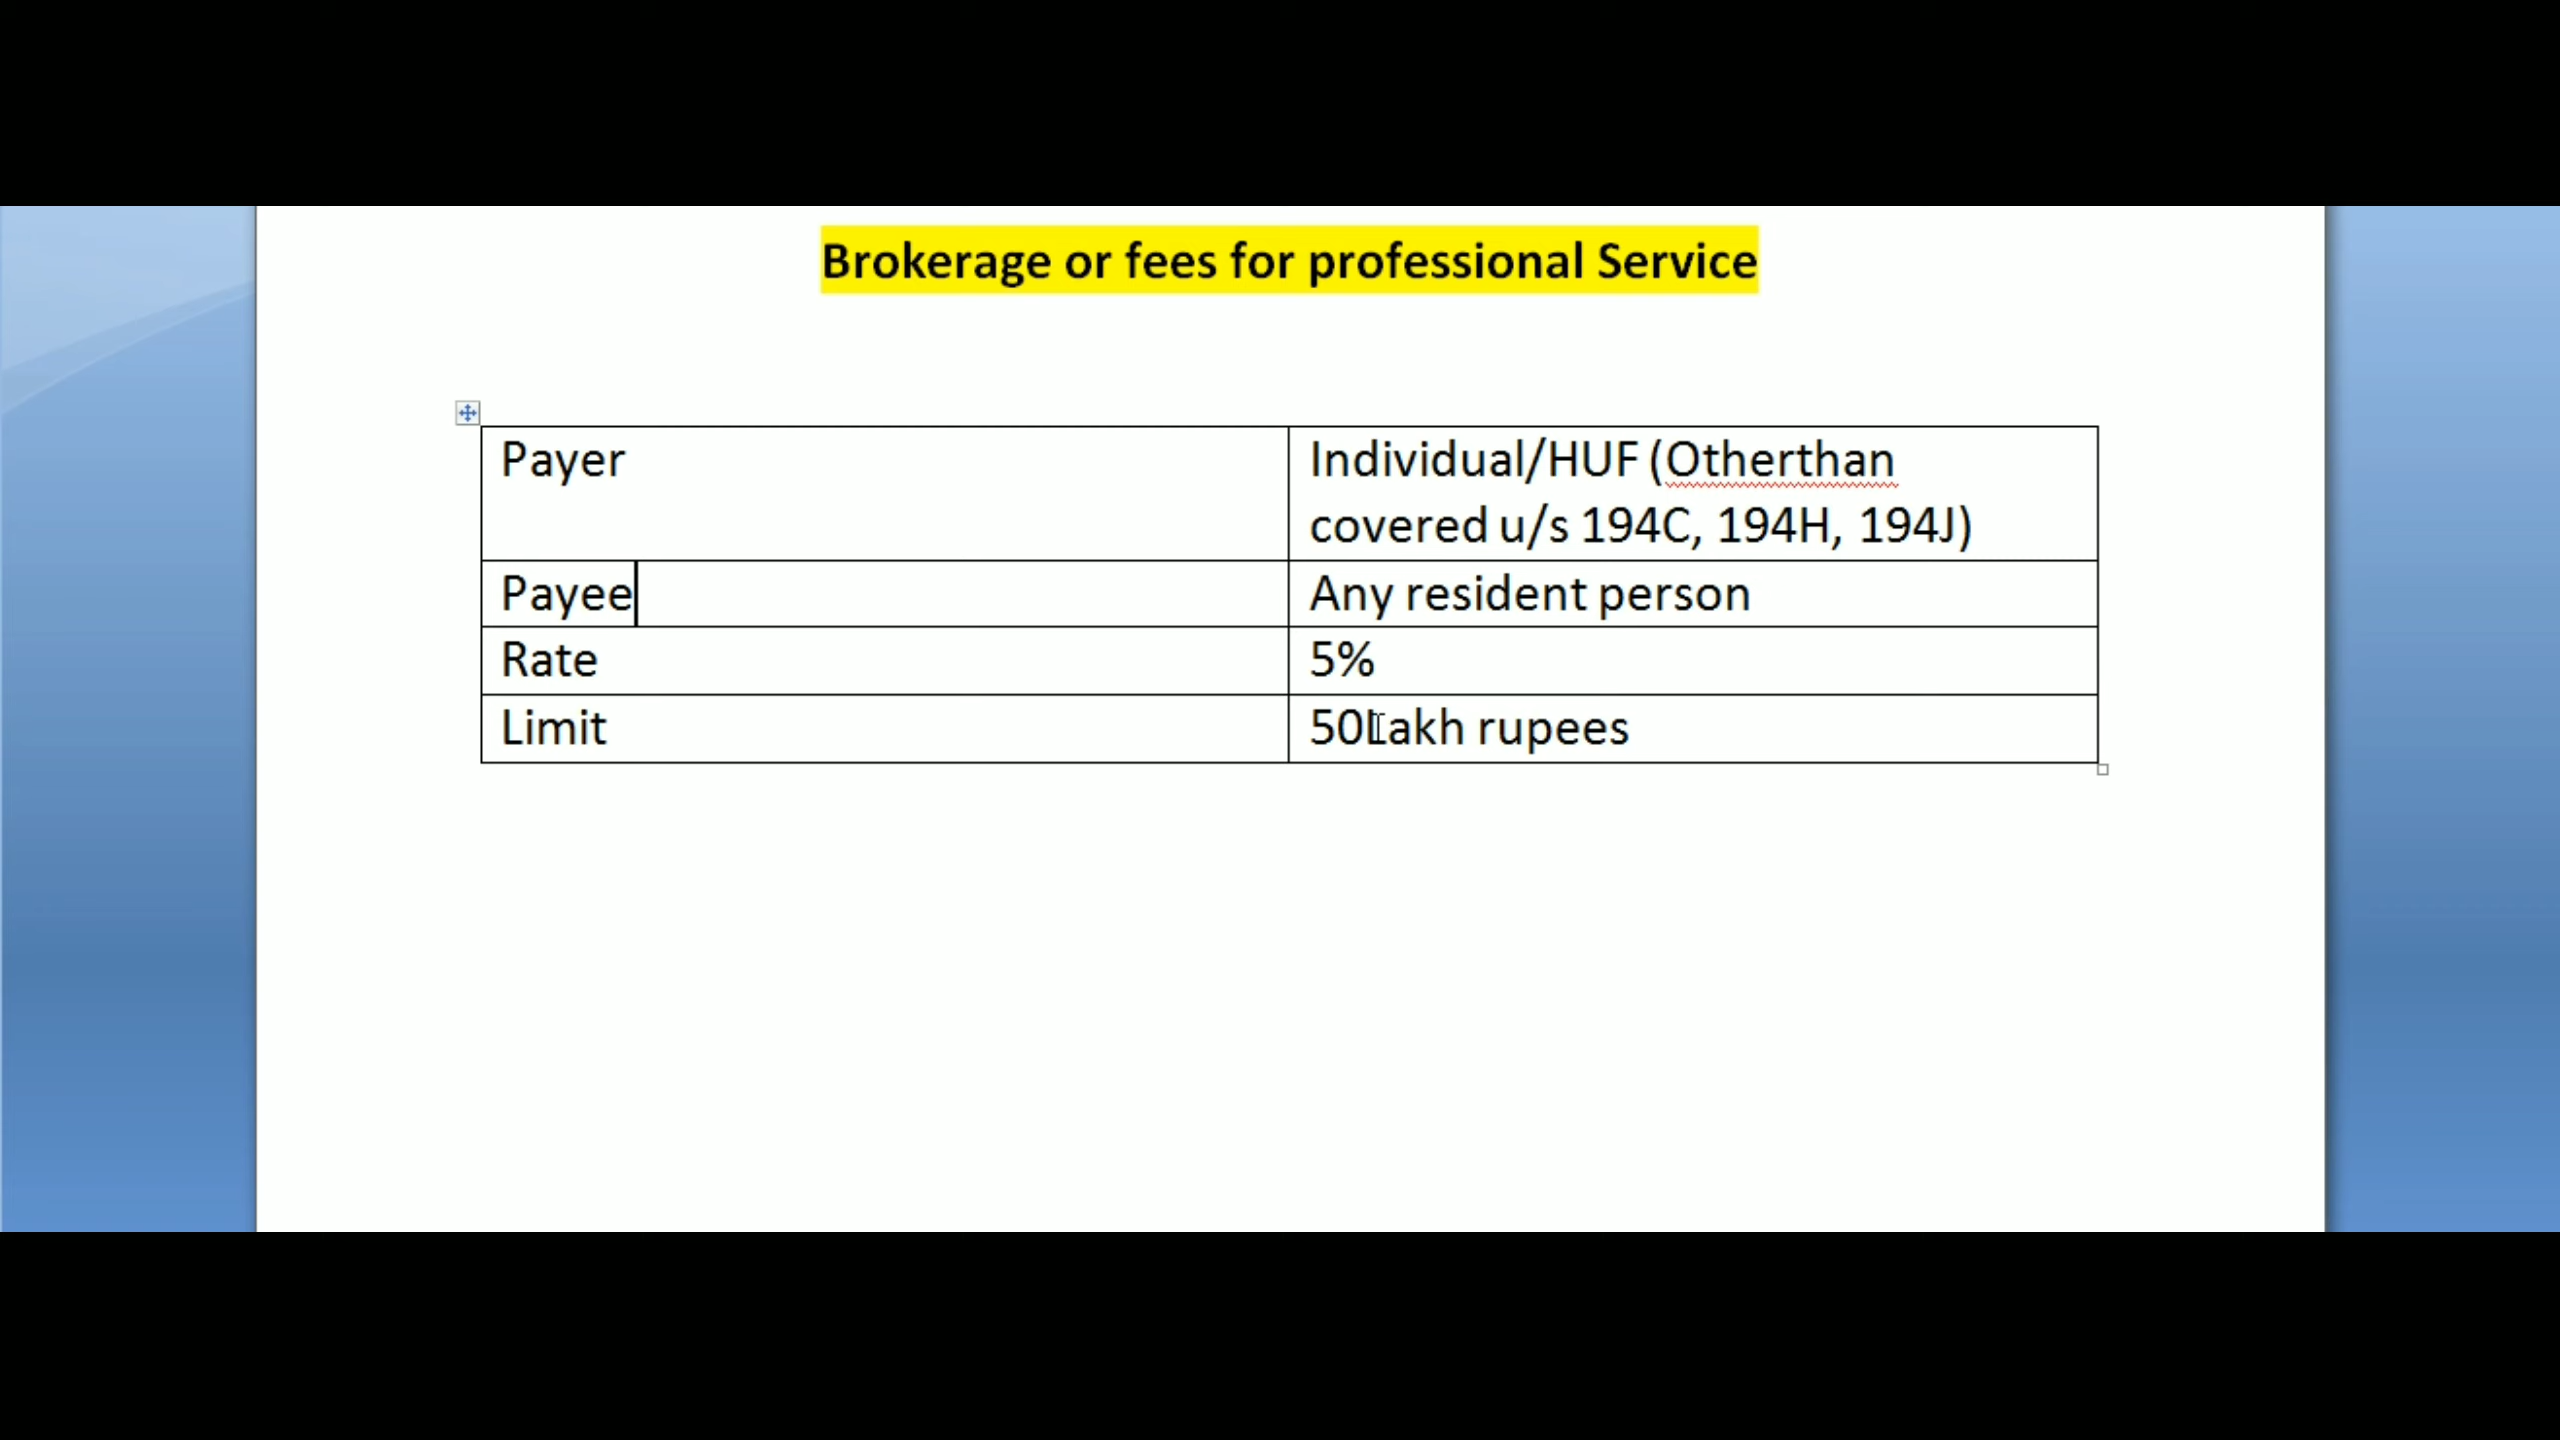 Brokerage or fees for professional Service
Payer
Individual/HUF (Otherthan
covered u/s 194C, 194H, 194J)
Payee
Any resident person
Rate
5%
Limit
50Lakh rupees